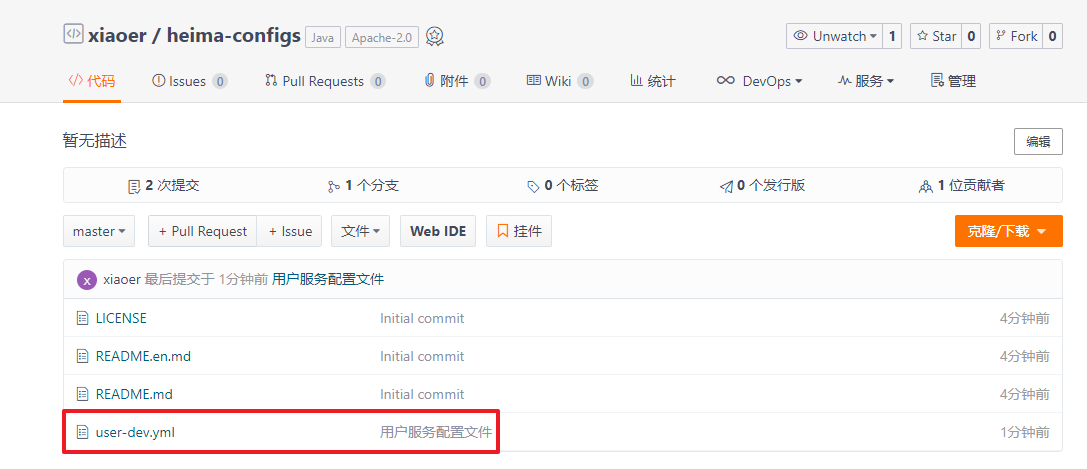 xiaoer / heima-configs Java Apache-2.0 Unwatch 1 Star 0 Fork 0
代码 Issues 0 Pull Requests 0 附件 0 Wiki 0 统计 DevOps 服务 管理
暂无描述 编辑
2 次提交 1 个分支 0 个标签 0 个发行版 1 位贡献者
master + Pull Request + Issue 文件 Web IDE 挂件 克隆/下载
x xiaoer 最后提交于 1分钟前 用户服务配置文件
LICENSE Initial commit 4分钟前
README.en.md Initial commit 4分钟前
README.md Initial commit 4分钟前
user-dev.yml 用户服务配置文件 1分钟前